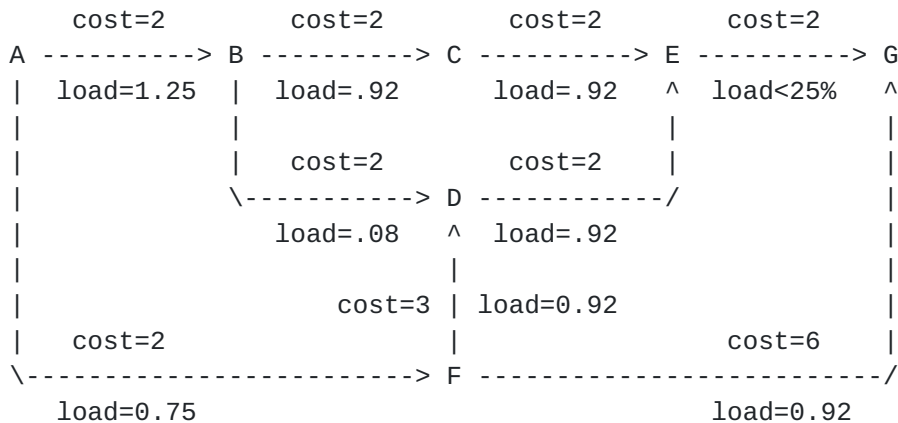 cost=2 cost=2 cost=2 cost=2
A ----------> B ----------> C ----------> E ----------> G
| load=1.25 | load=.92 load=.92 ^ load<25% ^
| | | |
| | cost=2 cost=2 | |
| \-----------> D ------------/ |
| load=.08 ^ load=.92 |
| | |
| cost=3 | load=0.92 |
| cost=2 | cost=6 |
\-------------------------> F -------------------------/
load=0.75 load=0.92